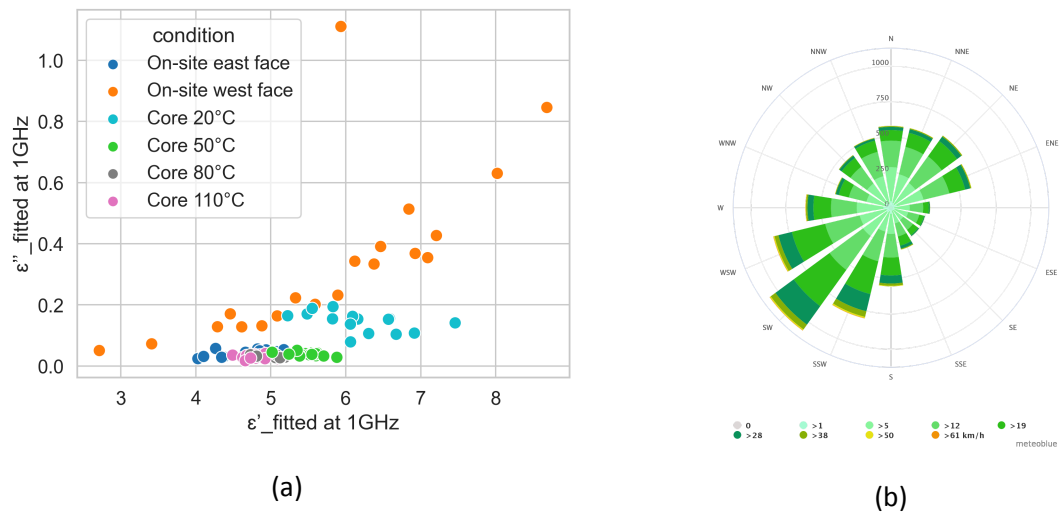 condition
On-site east face
On-site west face
Core 20°C
Core 50°C
Core 80°C
Core 110°C
ε″_fitted at 1GHz
1.0
0.8
0.6
0.4
0.2
0.0
3 4 5 6 7 8
ε’_fitted at 1GHz
(a)
N
NNW NNE
NW NE
WNW ENE
W
WSW ESE
SW SE
SSW SSE
S
1000
750
250
0
0 >1 >5 >12 >19
>28 >38 >50 >61 km/h
meteoblue
(b)